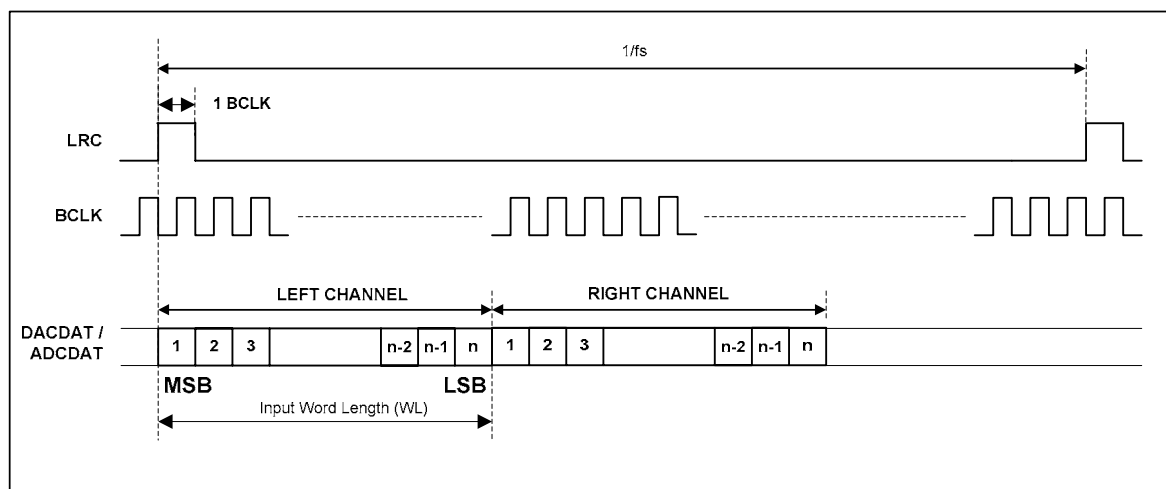 1/fs
1 BCLK
LRC
BCLK
LEFT CHANNEL
RIGHT CHANNEL
DACDAT /
ADCDAT
1 2 3 n-2 n-1 n 1 2 3 n-2 n-1 n
MSB LSB
Input Word Length (WL)